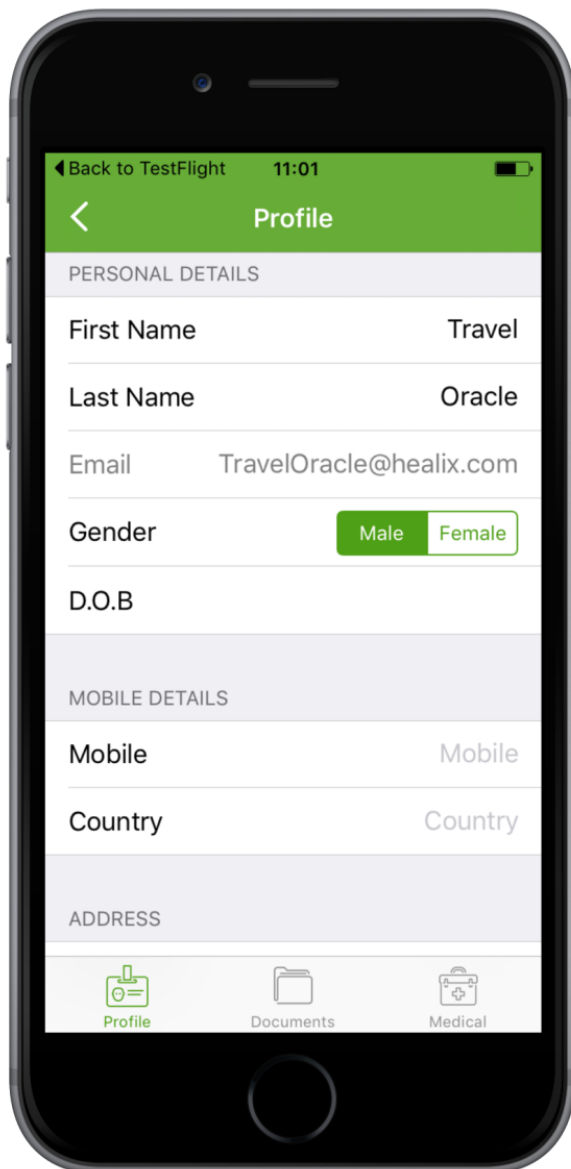 Back to TestFlight 11:01
Profile
PERSONAL DETAILS
First Name Travel
Last Name Oracle
Email TravelOracle@healix.com
Gender Male Female
D.O.B
MOBILE DETAILS
Mobile Mobile
Country Country
ADDRESS
Profile Documents Medical